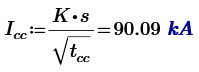 I_cc := K • s / √t_cc = 90.09 kA